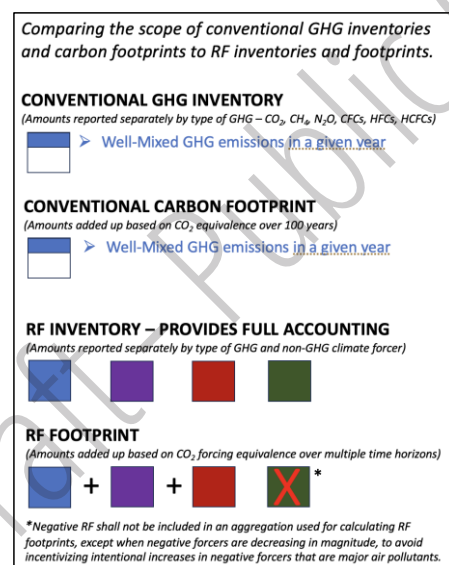 Comparing the scope of conventional GHG inventories
and carbon footprints to RF inventories and footprints.
CONVENTIONAL GHG INVENTORY
(Amounts reported separately by type of GHG – CO₂, CH₄, N₂O, CFCs, HFCs, HCFCs)
➢ Well-Mixed GHG emissions in a given year
CONVENTIONAL CARBON FOOTPRINT
(Amounts added up based on CO₂ equivalence over 100 years)
➢ Well-Mixed GHG emissions in a given year
RF INVENTORY – PROVIDES FULL ACCOUNTING
(Amounts reported separately by type of GHG and non-GHG climate forcer)
RF FOOTPRINT
(Amounts added up based on CO₂ forcing equivalence over multiple time horizons)
+ + X *
*Negative RF shall not be included in an aggregation used for calculating RF
footprints, except when negative forcers are decreasing in magnitude, to avoid
incentivizing intentional increases in negative forcers that are major air pollutants.